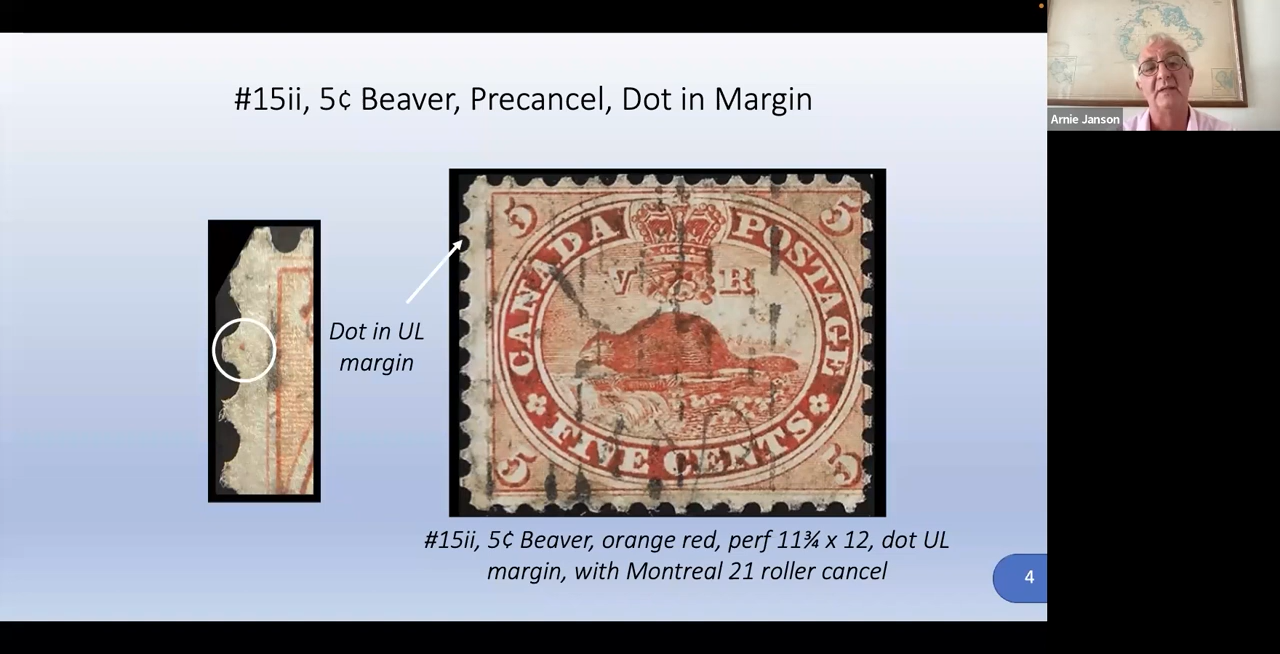 #15ii, 5¢ Beaver, Precancel, Dot in Margin
Arnie Janson
Dot in UL
margin
5 5
CANADA POSTAGE
V R
FIVE CENTS
5 5
#15ii, 5¢ Beaver, orange red, perf 11¾ x 12, dot UL
margin, with Montreal 21 roller cancel
4